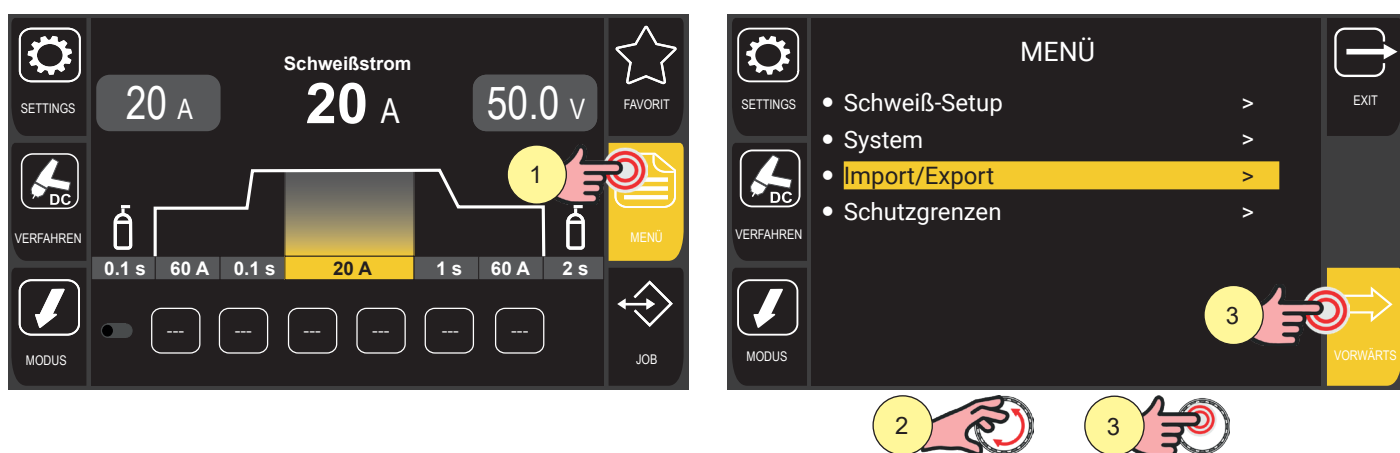 SETTINGS
Schweißstrom
20 A
20 A
50.0 V
FAVORIT
DC
VERFAHREN
1
MENÜ
0.1 s 60 A 0.1 s 20 A 1 s 60 A 2 s
MODUS
--- --- --- --- --- ---
JOB
MENÜ
SETTINGS
EXIT
• Schweiß-Setup >
• System >
• Import/Export >
• Schutzgrenzen >
DC
VERFAHREN
MODUS
3
VORWÄRTS
2
3